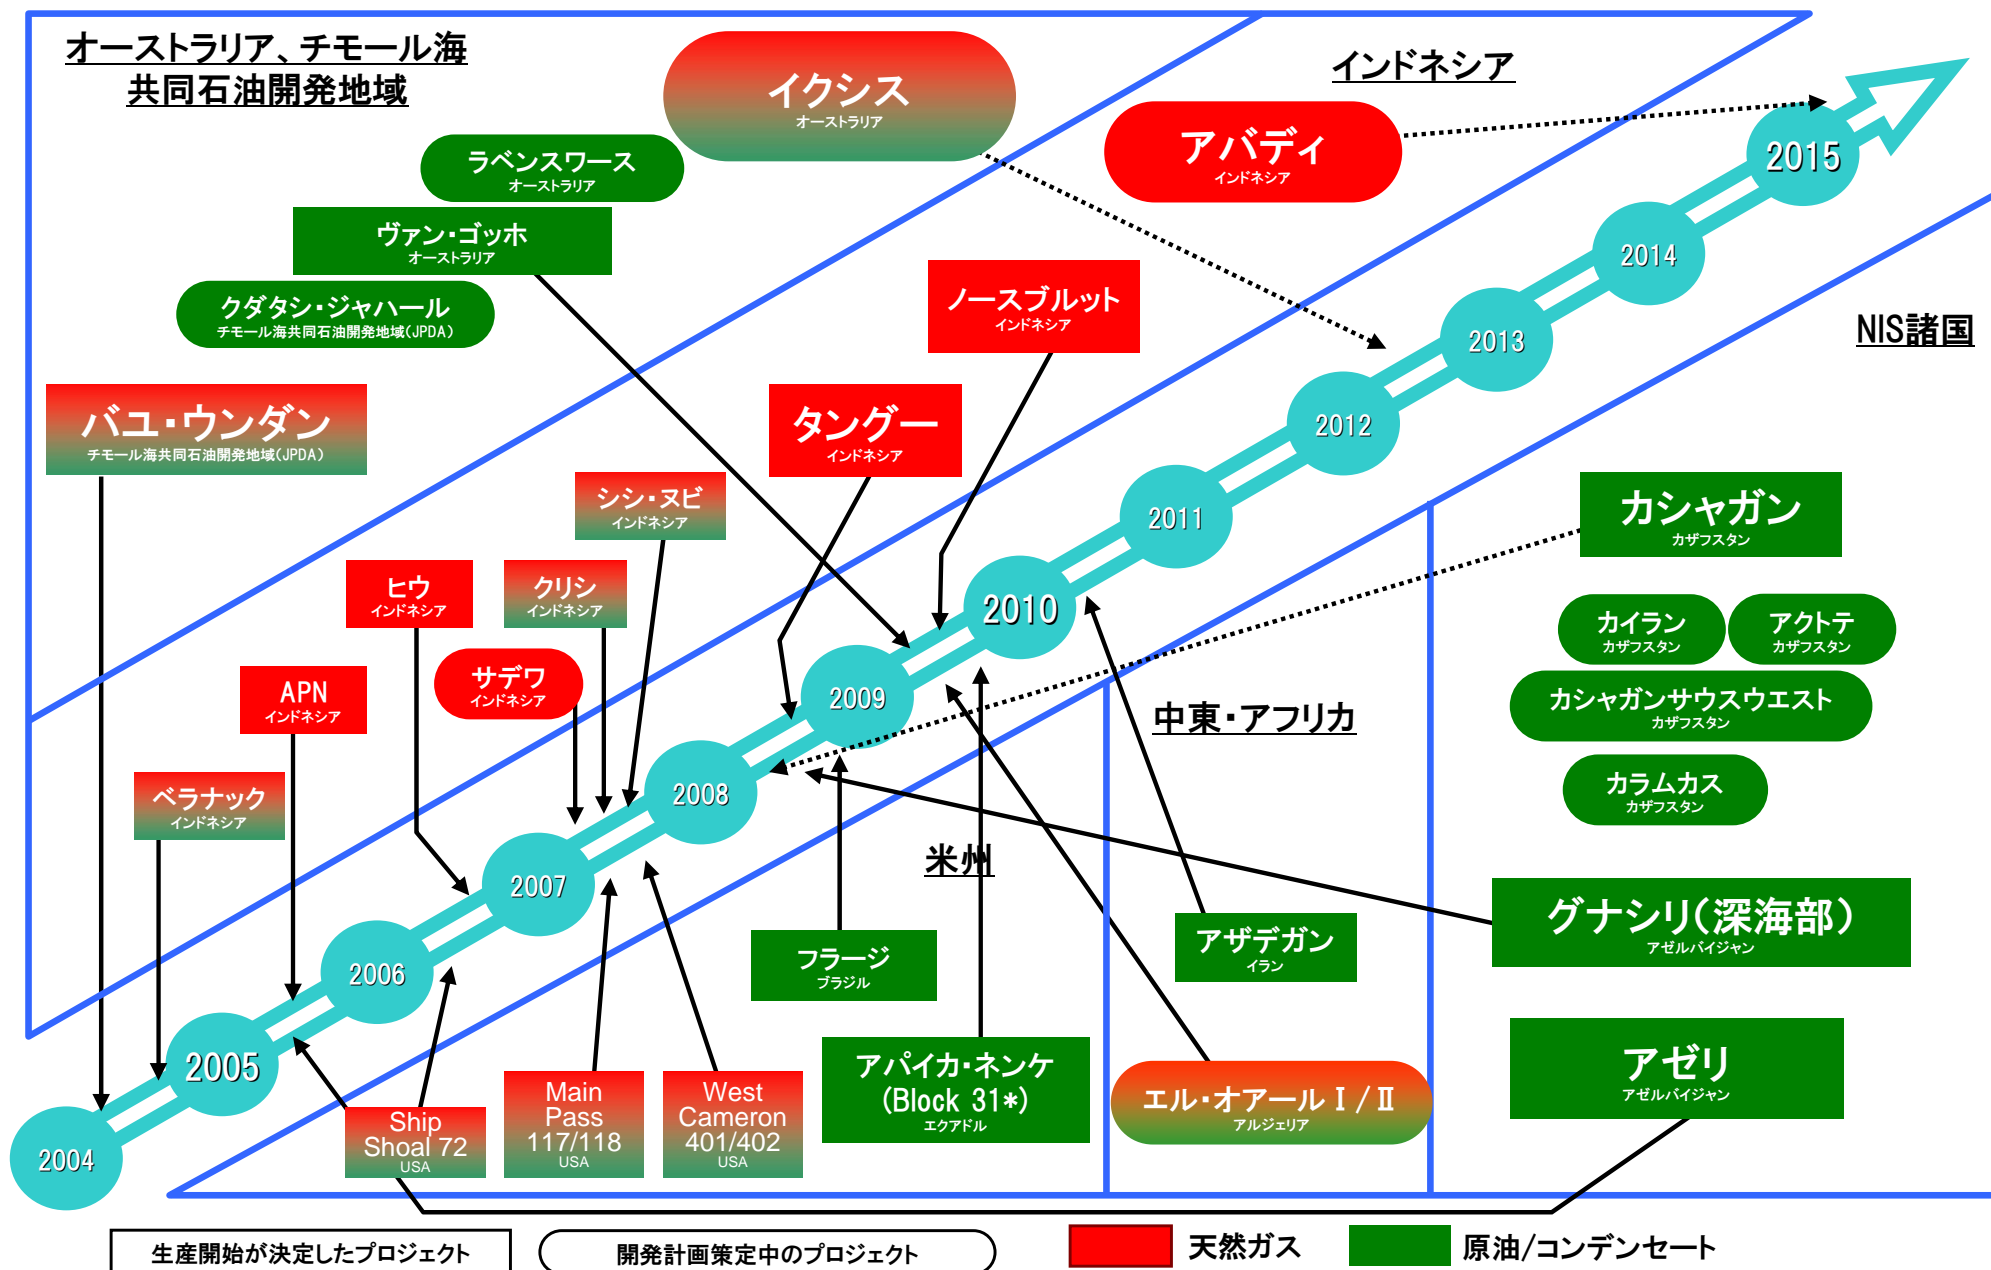 オーストラリア、チモール海
共同石油開発地域
イクシス
オーストラリア
インドネシア
アバディ
インドネシア
ラベンスワース
オーストラリア
ヴァン・ゴッホ
オーストラリア
クダタシ・ジャハール
チモール海共同石油開発地域(JPDA)
バユ・ウンダン
チモール海共同石油開発地域(JPDA)
ノースブルット
インドネシア
タングー
インドネシア
シシ・ヌビ
インドネシア
ヒウ
インドネシア
クリシ
インドネシア
サデワ
インドネシア
APN
インドネシア
ベラナック
インドネシア
2004
2005
2006
2007
2008
2009
2010
2011
2012
2013
2014
2015
NIS諸国
カシャガン
カザフスタン
カイラン
カザフスタン
アクトテ
カザフスタン
カシャガンサウスウエスト
カザフスタン
カラムカス
カザフスタン
グナシリ(深海部)
アゼルバイジャン
アゼリ
アゼルバイジャン
中東・アフリカ
アザデガン
イラン
エル・オアールⅠ/Ⅱ
アルジェリア
米州
フラージ
ブラジル
アパイカ・ネンケ
(Block 31*)
エクアドル
Ship
Shoal 72
USA
Main
Pass
117/118
USA
West
Cameron
401/402
USA
生産開始が決定したプロジェクト
開発計画策定中のプロジェクト
天然ガス
原油/コンデンセート